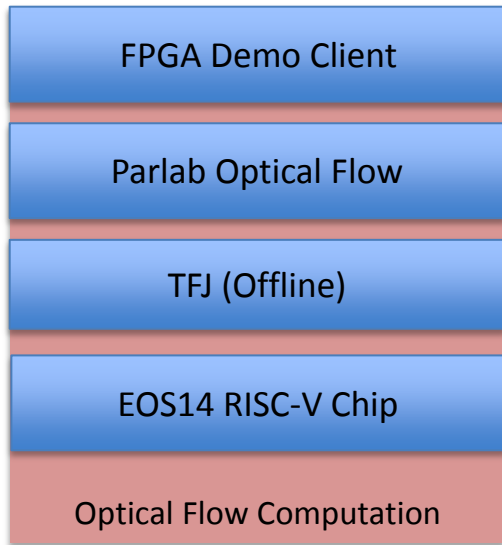 FPGA Demo Client
Parlab Optical Flow
TFJ (Offline)
EOS14 RISC-V Chip
Optical Flow Computation